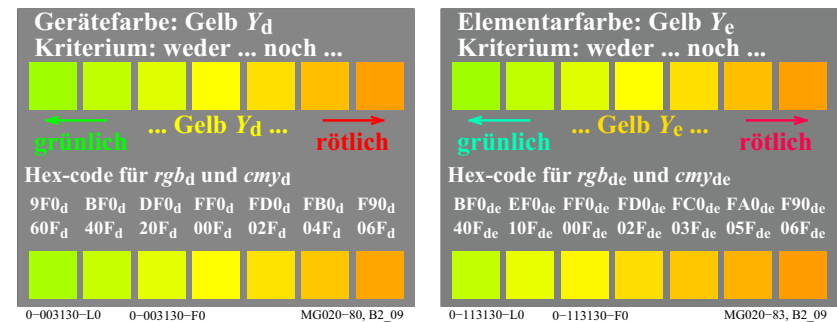 Gerätefarbe: Gelb Yd
Kriterium: weder ... noch ...
... Gelb Yd ...
grünlich
rötlich
Hex-code für rgbd und cmyd
9F0d BF0d DF0d FF0d FD0d FB0d F90d
60Fd 40Fd 20Fd 00Fd 02Fd 04Fd 06Fd
0-003130-L0 0-003130-F0 MG020-80, B2_09
Elementarfarbe: Gelb Ye
Kriterium: weder ... noch ...
... Gelb Ye ...
grünlich
rötlich
Hex-code für rgbde und cmyde
BF0de EF0de FF0de FD0de FC0de FA0de F90de
40Fde 10Fde 00Fde 02Fde 03Fde 05Fde 06Fde
0-113130-L0 0-113130-F0 MG020-83, B2_09